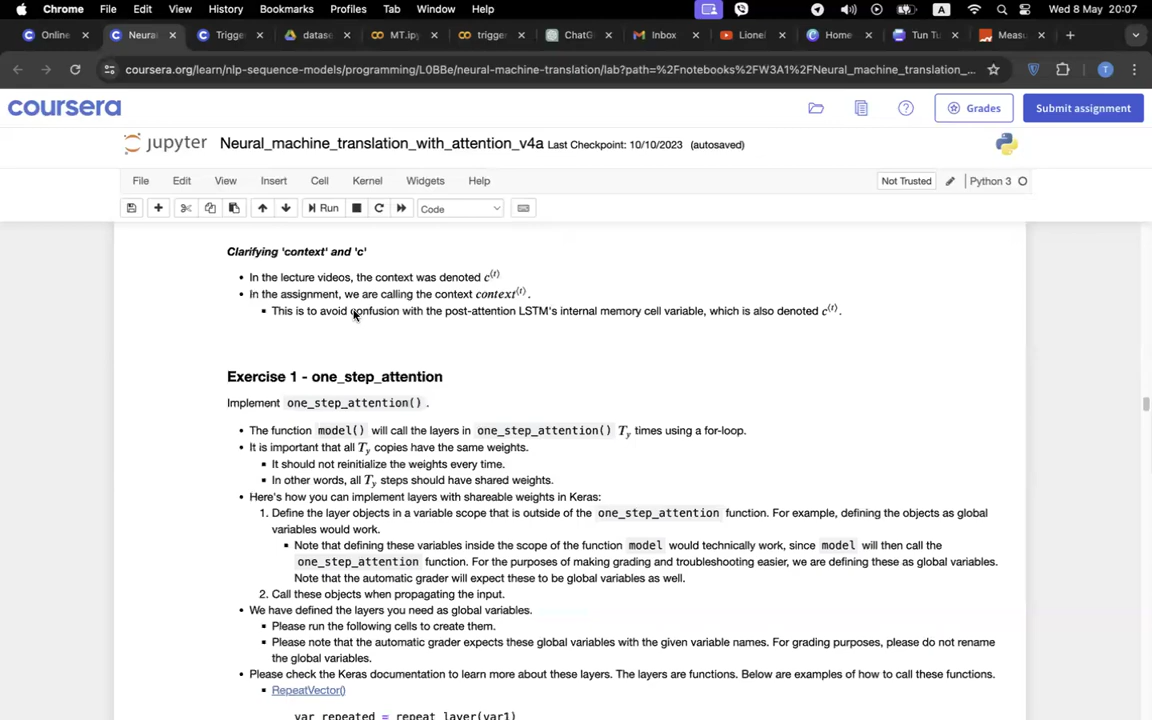 Chrome File Edit View History Bookmarks Profiles Tab Window Help A Wed 8 May 20:07
Online Neural Trigge datase MT.ipy trigger ChatG Inbox Lionel Home Tun Tu Measu
coursera.org/learn/nlp-sequence-models/programming/L0BBe/neural-machine-translation/lab?path=%2Fnotebooks%2FW3A1%2FNeural_machine_translation_... T
coursera Grades Submit assignment
jupyter Neural_machine_translation_with_attention_v4a Last Checkpoint: 10/10/2023 (autosaved)
File Edit View Insert Cell Kernel Widgets Help Not Trusted Python 3
Run Code
Clarifying 'context' and 'c'
• In the lecture videos, the context was denoted c⟨t⟩
• In the assignment, we are calling the context context⟨t⟩.
▪ This is to avoid confusion with the post-attention LSTM's internal memory cell variable, which is also denoted c⟨t⟩.
Exercise 1 - one_step_attention
Implement one_step_attention() .
• The function model() will call the layers in one_step_attention() Ty times using a for-loop.
• It is important that all Ty copies have the same weights.
▪ It should not reinitialize the weights every time.
▪ In other words, all Ty steps should have shared weights.
• Here's how you can implement layers with shareable weights in Keras:
1. Define the layer objects in a variable scope that is outside of the one_step_attention function. For example, defining the objects as global
variables would work.
▪ Note that defining these variables inside the scope of the function model would technically work, since model will then call the
one_step_attention function. For the purposes of making grading and troubleshooting easier, we are defining these as global variables.
Note that the automatic grader will expect these to be global variables as well.
2. Call these objects when propagating the input.
• We have defined the layers you need as global variables.
▪ Please run the following cells to create them.
▪ Please note that the automatic grader expects these global variables with the given variable names. For grading purposes, please do not rename
the global variables.
• Please check the Keras documentation to learn more about these layers. The layers are functions. Below are examples of how to call these functions.
▪ RepeatVector()
var_repeated = repeat_layer(var1)